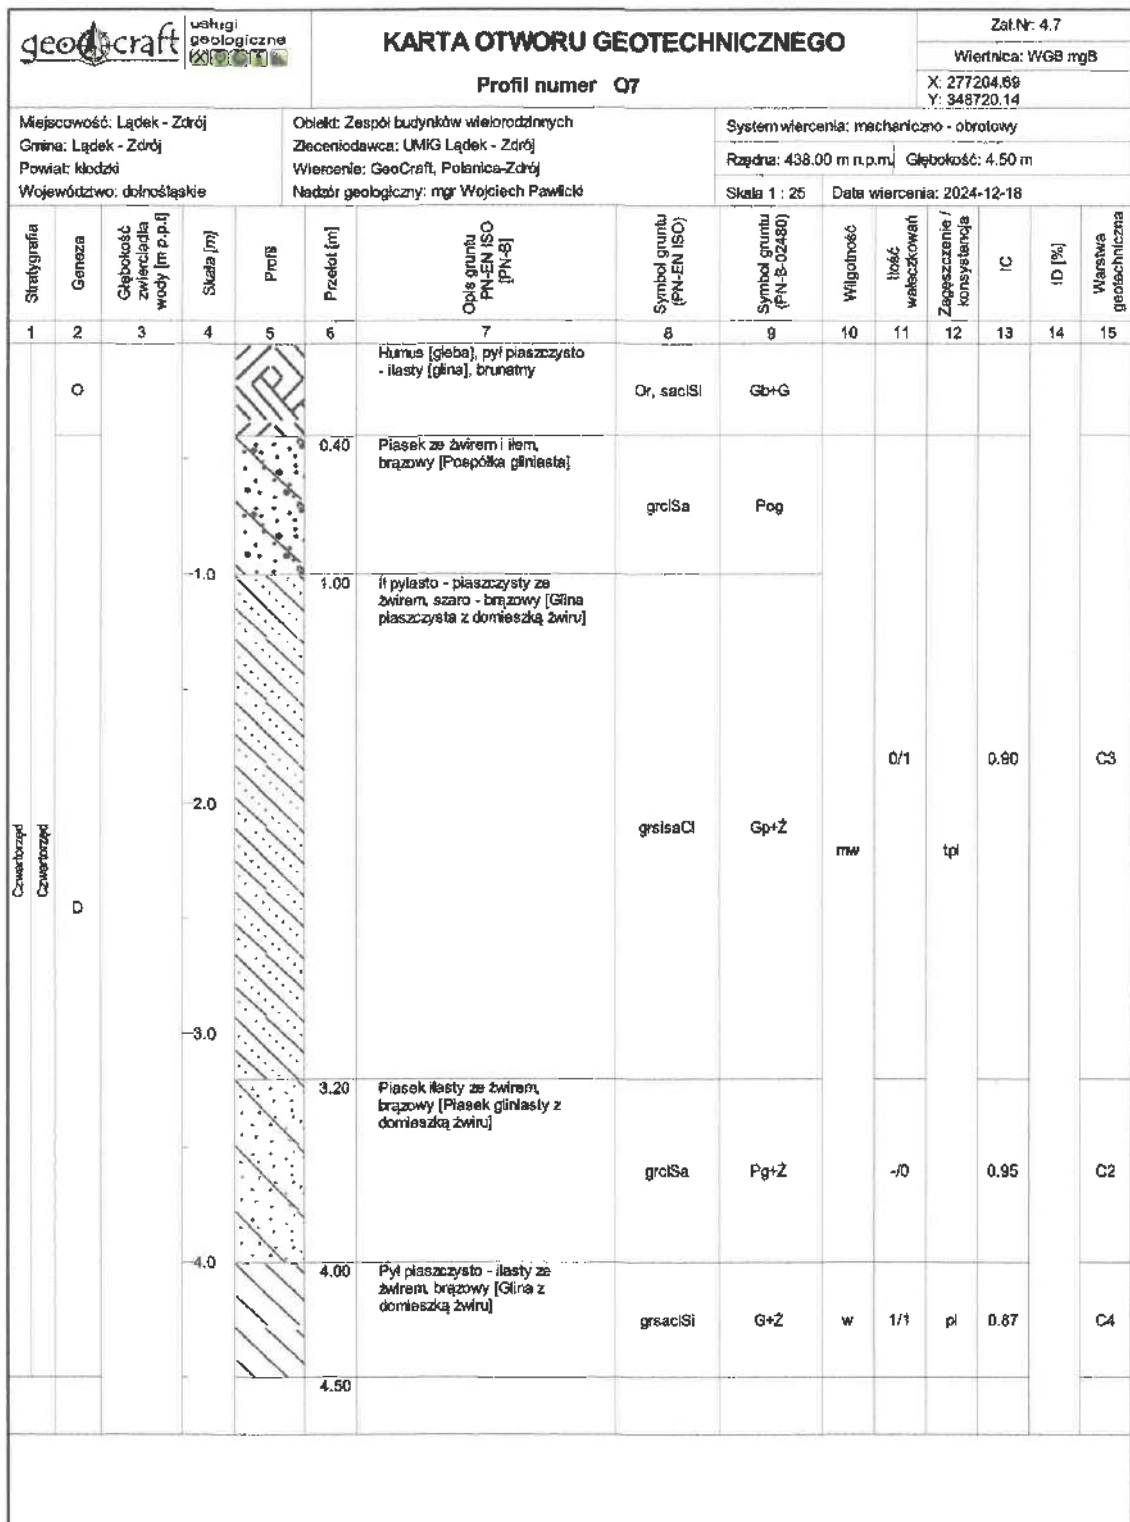 geocraft
usługi
geologiczne
KARTA OTWORU GEOTECHNICZNEGO
Profil numer O7
Zał.Nr: 4.7
Wiertnica: WGB mgB
X: 277204.69
Y: 348720.14
Miejscowość: Lądek - Zdrój
Gmina: Lądek - Zdrój
Powiat: kłodzki
Województwo: dolnośląskie
Obiekt: Zespół budynków wielorodzinnych
Zleceniodawca: UMiG Lądek - Zdrój
Wiercenie: GeoCraft, Polanica-Zdrój
Nadzór geologiczny: mgr Wojciech Pawlicki
System wiercenia: mechaniczno - obrotowy
Rzędna: 438.00 m n.p.m. Głębokość: 4.50 m
Skala 1 : 25 Data wiercenia: 2024-12-18
Stratygrafia
Geneza
Głębokość
zwierciadła
wody [m p.p.t]
Skala [m]
Profil
Przelot [m]
Opis gruntu
PN-EN ISO
[PN-B]
Symbol gruntu
(PN-EN ISO)
Symbol gruntu
(PN-B-02480)
Wilgotność
Ilość
wałeczkowań
Zagęszczenie /
konsystencja
IC
ID [%]
Warstwa
geotechniczna
1 2 3 4 5 6 7 8 9 10 11 12 13 14 15
Humus [gleba], pył piaszczysto
- ilasty [glina], brunatny
O
Or, saclSi Gb+G
0.40
Piasek ze żwirem i iłem,
brązowy [Pospółka gliniasta]
grclSa Pog
1.0
1.00
Ił pylasto - piaszczysty ze
żwirem, szaro - brązowy [Glina
piaszczysta z domieszką żwiru]
0/1 0.90 C3
2.0
grsisaCl Gp+Ż
mw tpl
Czwartorzęd
Czwartorzęd
D
3.0
3.20
Piasek ilasty ze żwirem,
brązowy [Piasek gliniasty z
domieszką żwiru]
grclSa Pg+Ż -/0 0.95 C2
4.0
4.00
Pył piaszczysto - ilasty ze
żwirem, brązowy [Glina z
domieszką żwiru]
grsaclSi G+Ż w 1/1 pl 0.87 C4
4.50